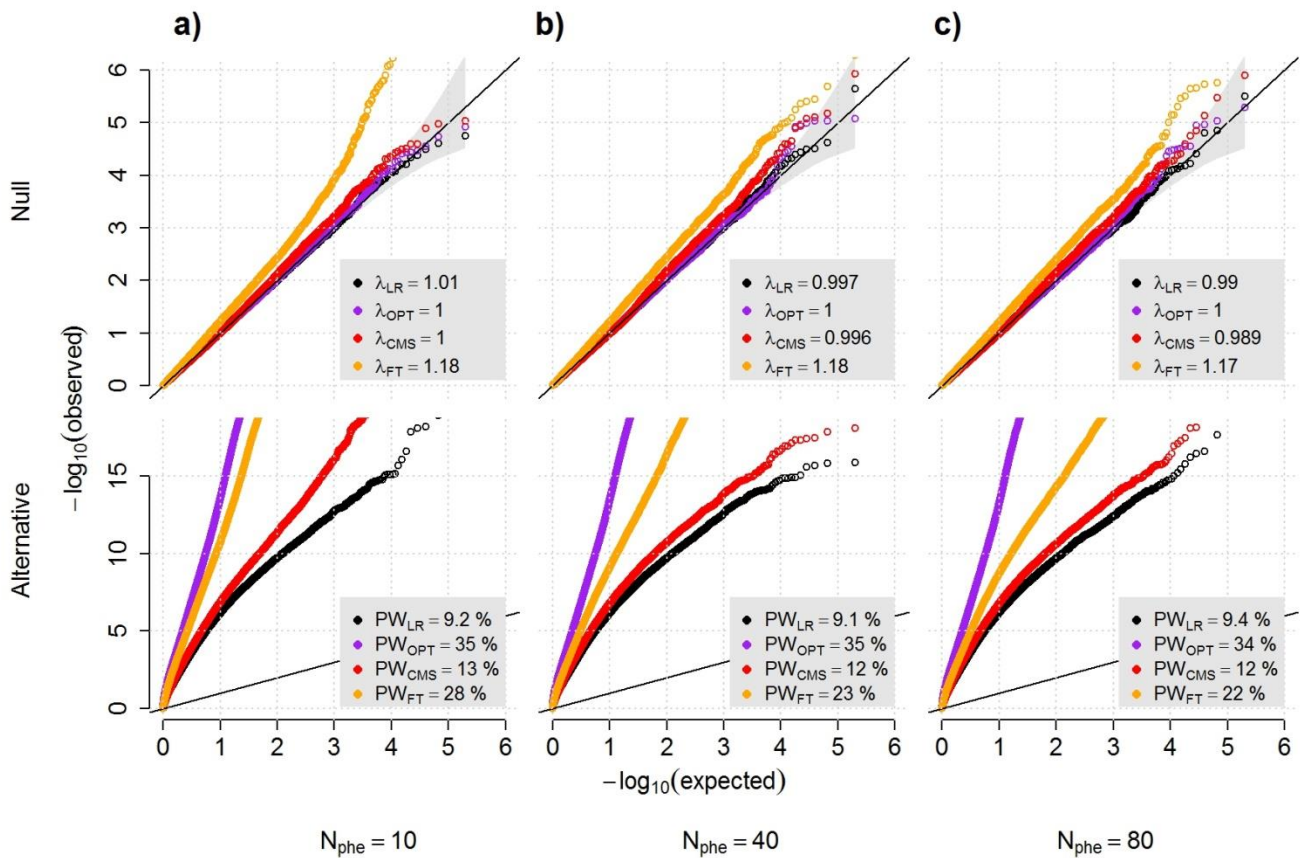 a)
b)
c)
Null
6
5
4
3
2
1
0
λLR = 1.01
λOPT = 1
λCMS = 1
λFT = 1.18
λLR = 0.997
λOPT = 1
λCMS = 0.996
λFT = 1.18
λLR = 0.99
λOPT = 1
λCMS = 0.989
λFT = 1.17
−log10(observed)
Alternative
15
10
5
0
PWLR = 9.2 %
PWOPT = 35 %
PWCMS = 13 %
PWFT = 28 %
PWLR = 9.1 %
PWOPT = 35 %
PWCMS = 12 %
PWFT = 23 %
PWLR = 9.4 %
PWOPT = 34 %
PWCMS = 12 %
PWFT = 22 %
0 1 2 3 4 5 6
0 1 2 3 4 5 6
0 1 2 3 4 5 6
−log10(expected)
Nphe = 10
Nphe = 40
Nphe = 80